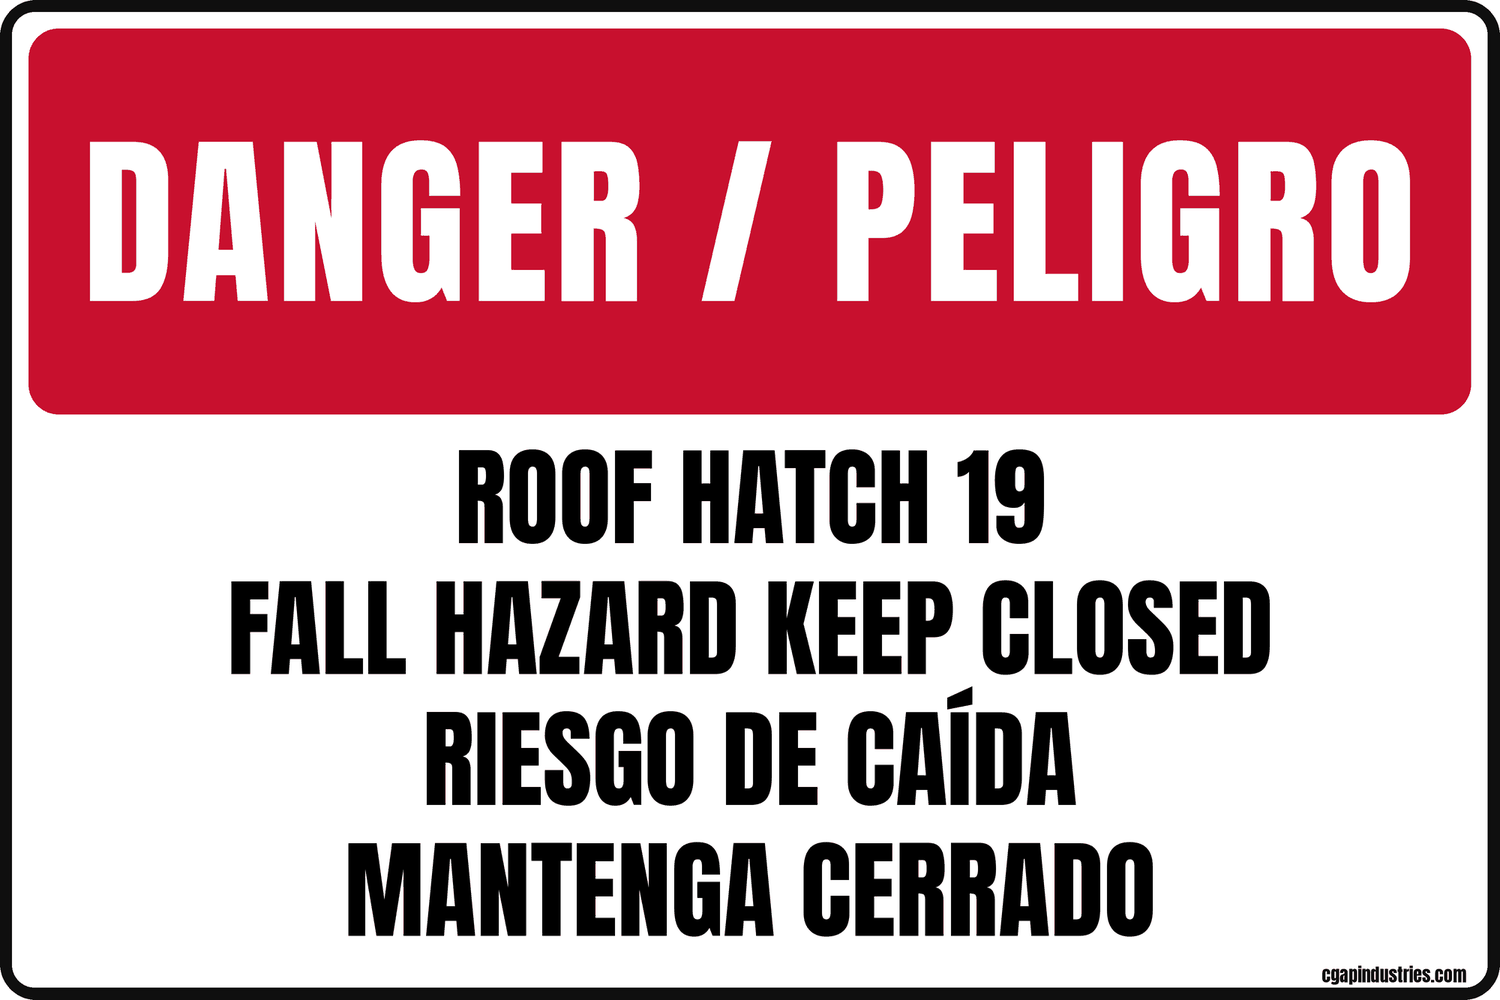 DANGER / PELIGRO
ROOF HATCH 19
FALL HAZARD KEEP CLOSED
RIESGO DE CAÍDA
MANTENGA CERRADO
cgapindustries.com